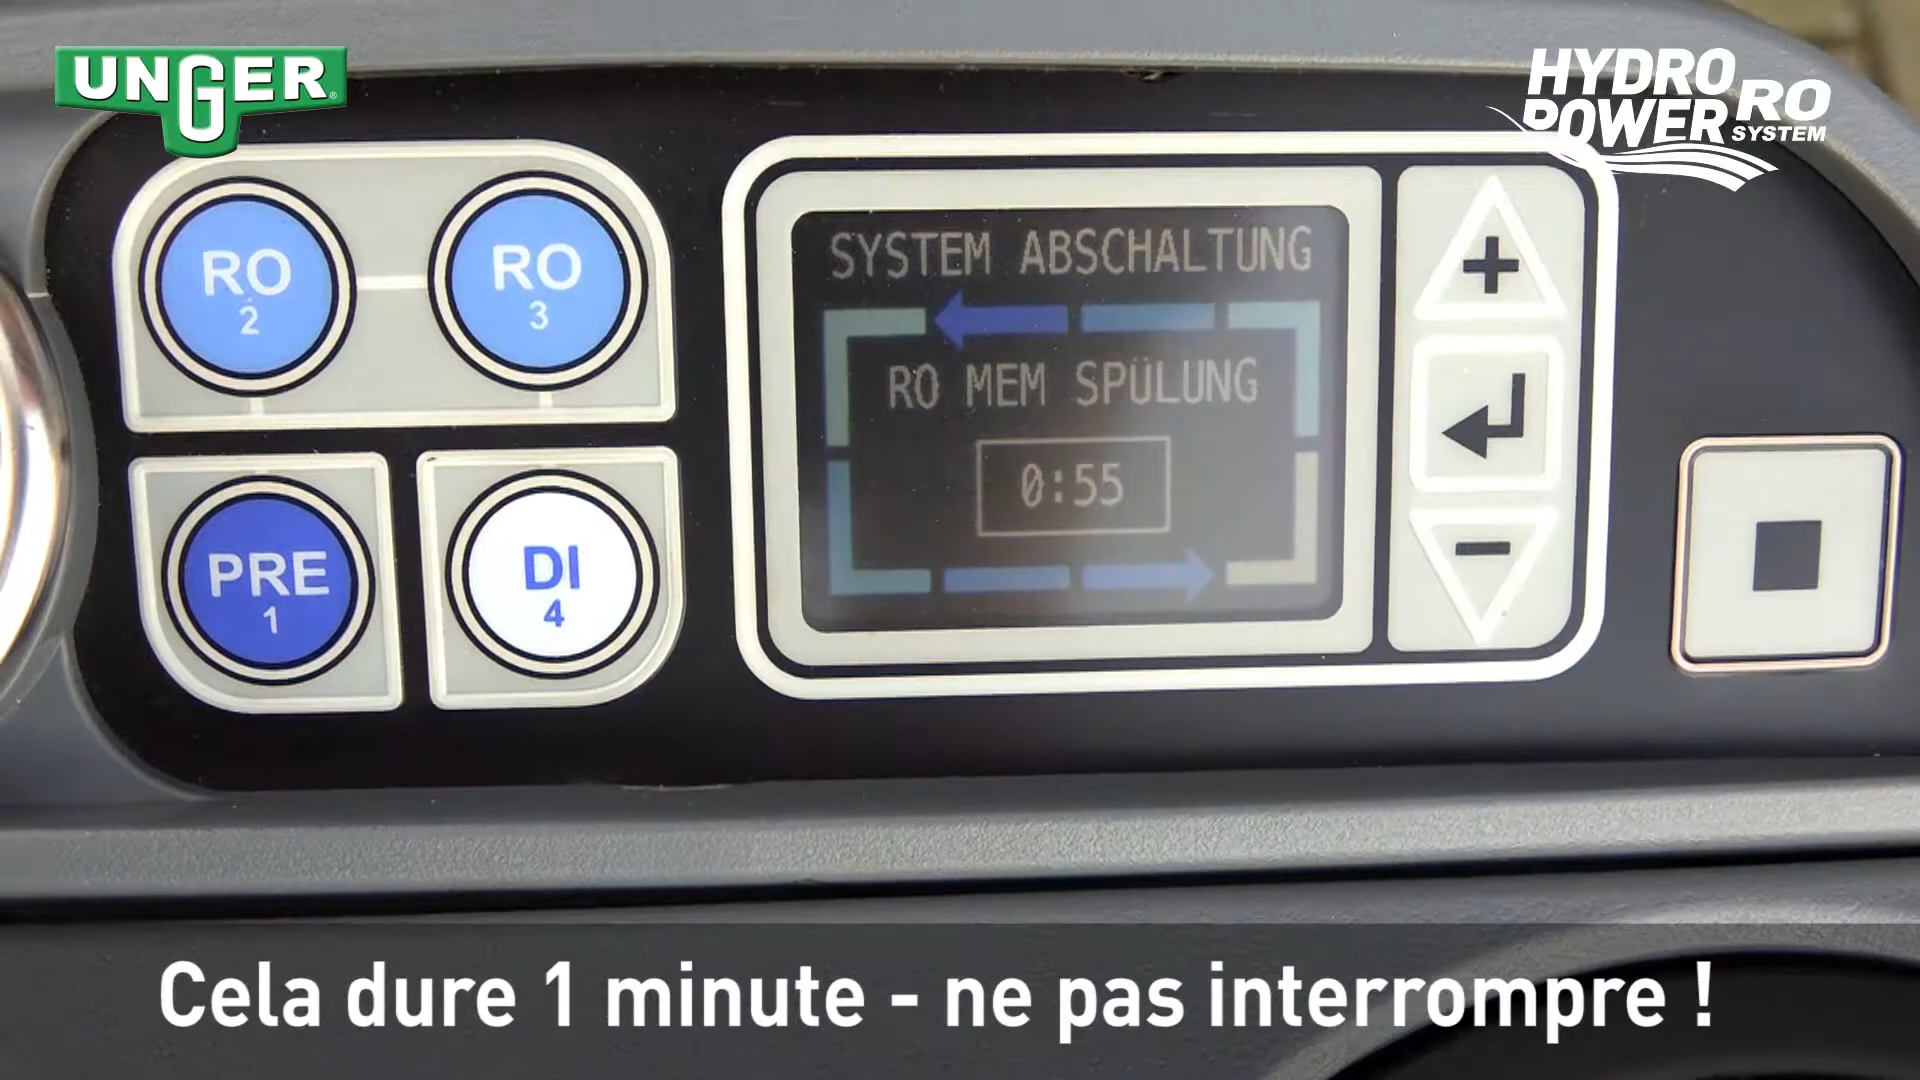 UNGER
HYDRO
POWER RO
SYSTEM
RO
2
RO
3
PRE
1
DI
4
SYSTEM ABSCHALTUNG
RO MEM SPÜLUNG
0:55
+
-
Cela dure 1 minute - ne pas interrompre !